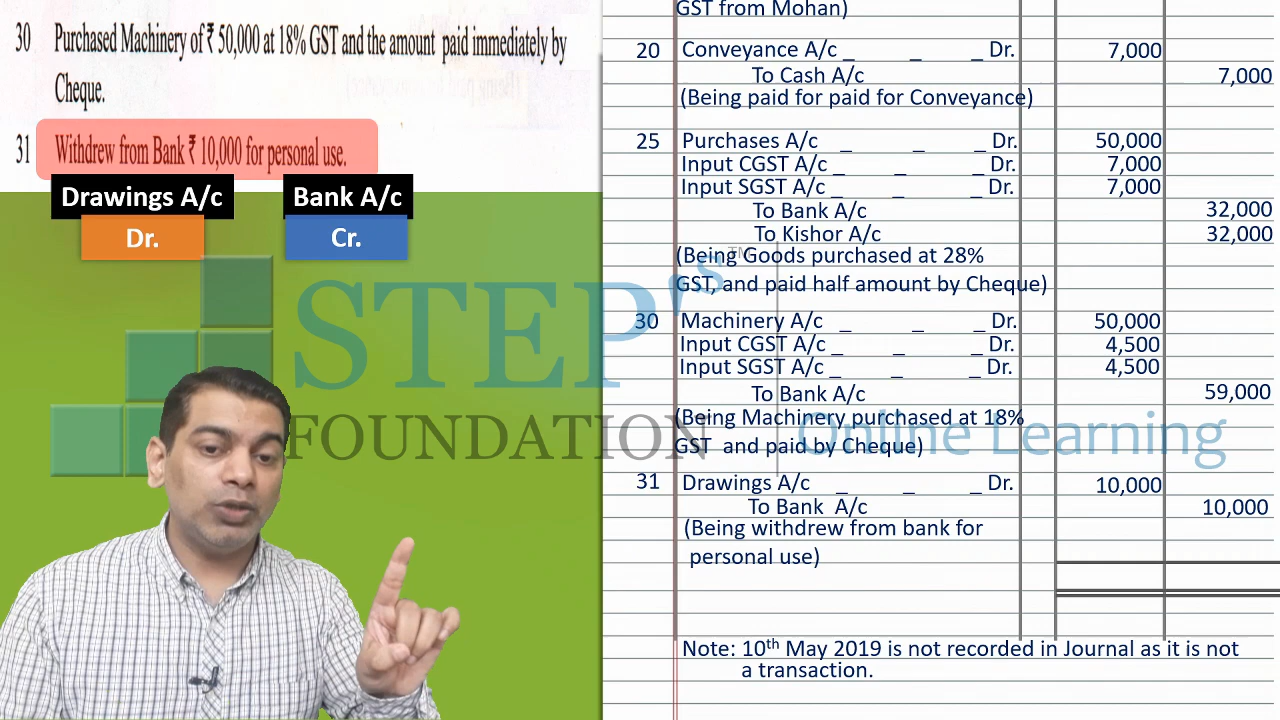 30 Purchased Machinery of ₹ 50,000 at 18% GST and the amount paid immediately by
Cheque.
31 Withdrew from Bank ₹ 10,000 for personal use.
Drawings A/c Bank A/c
Dr. Cr.
STEP's™
FOUNDATION Online Learning
GST from Mohan)
20 Conveyance A/c _ _ _ Dr. 7,000
To Cash A/c 7,000
(Being paid for paid for Conveyance)
25 Purchases A/c _ _ _ Dr. 50,000
Input CGST A/c _ _ _ Dr. 7,000
Input SGST A/c _ _ _ Dr. 7,000
To Bank A/c 32,000
To Kishor A/c 32,000
(Being Goods purchased at 28%
GST, and paid half amount by Cheque)
30 Machinery A/c _ _ _ Dr. 50,000
Input CGST A/c _ _ _ Dr. 4,500
Input SGST A/c _ _ _ Dr. 4,500
To Bank A/c 59,000
(Being Machinery purchased at 18%
GST and paid by Cheque)
31 Drawings A/c _ _ _ Dr. 10,000
To Bank A/c 10,000
(Being withdrew from bank for
personal use)
Note: 10th May 2019 is not recorded in Journal as it is not
a transaction.